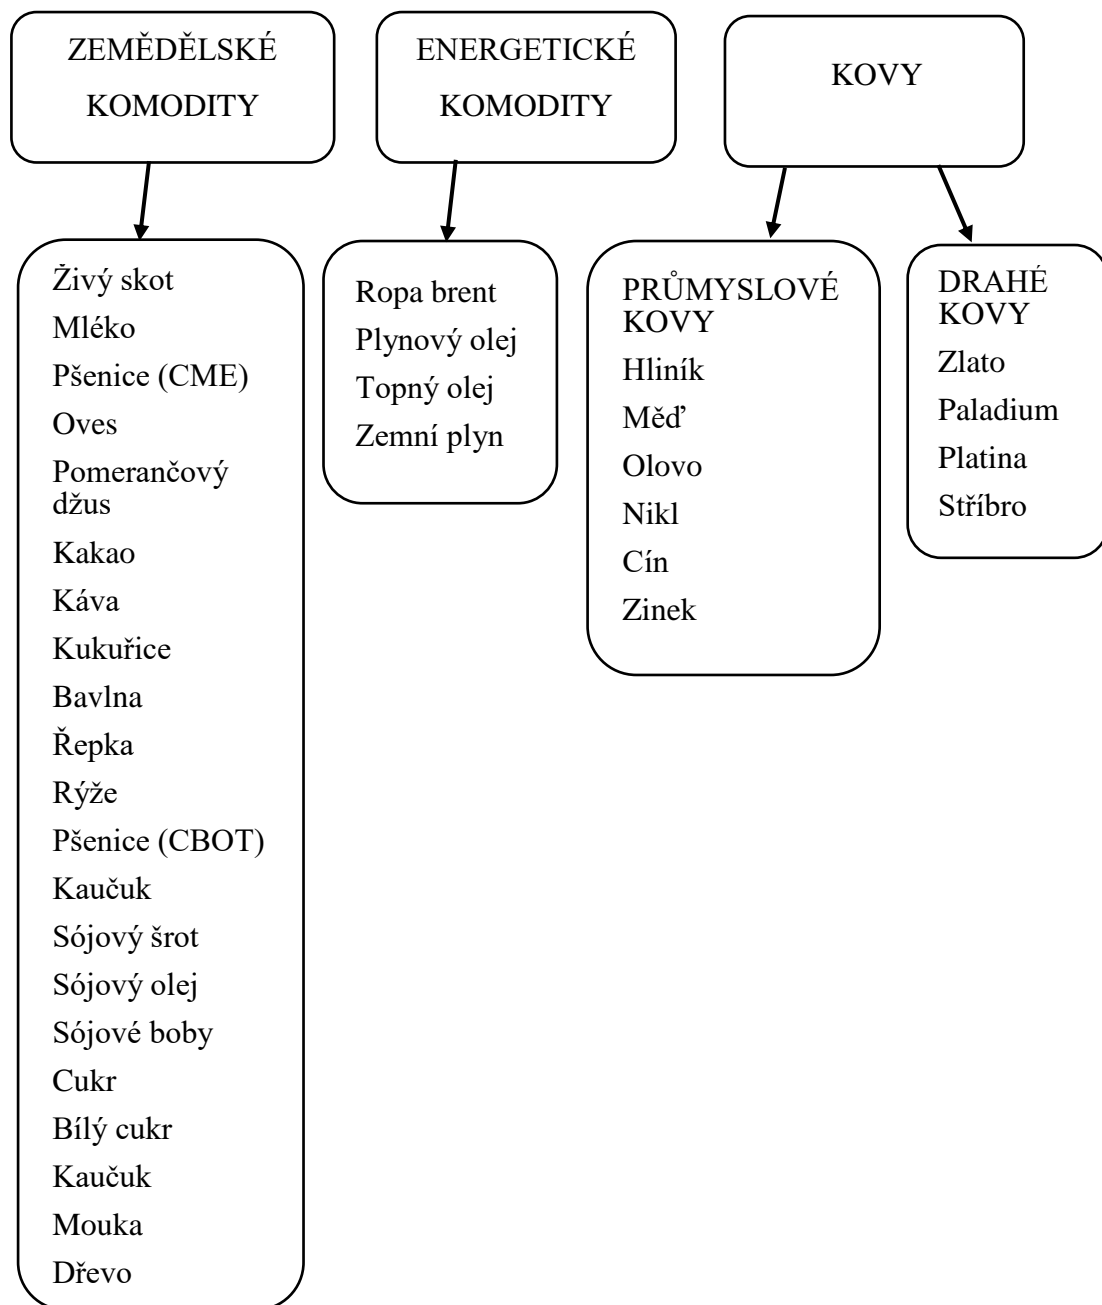 ZEMĚDĚLSKÉ
KOMODITY
ENERGETICKÉ
KOMODITY
KOVY
Živý skot
Mléko
Pšenice (CME)
Oves
Pomerančový
džus
Kakao
Káva
Kukuřice
Bavlna
Řepka
Rýže
Pšenice (CBOT)
Kaučuk
Sójový šrot
Sójový olej
Sójové boby
Cukr
Bílý cukr
Kaučuk
Mouka
Dřevo
Ropa brent
Plynový olej
Topný olej
Zemní plyn
PRŮMYSLOVÉ
KOVY
Hliník
Měď
Olovo
Nikl
Cín
Zinek
DRAHÉ
KOVY
Zlato
Paladium
Platina
Stříbro